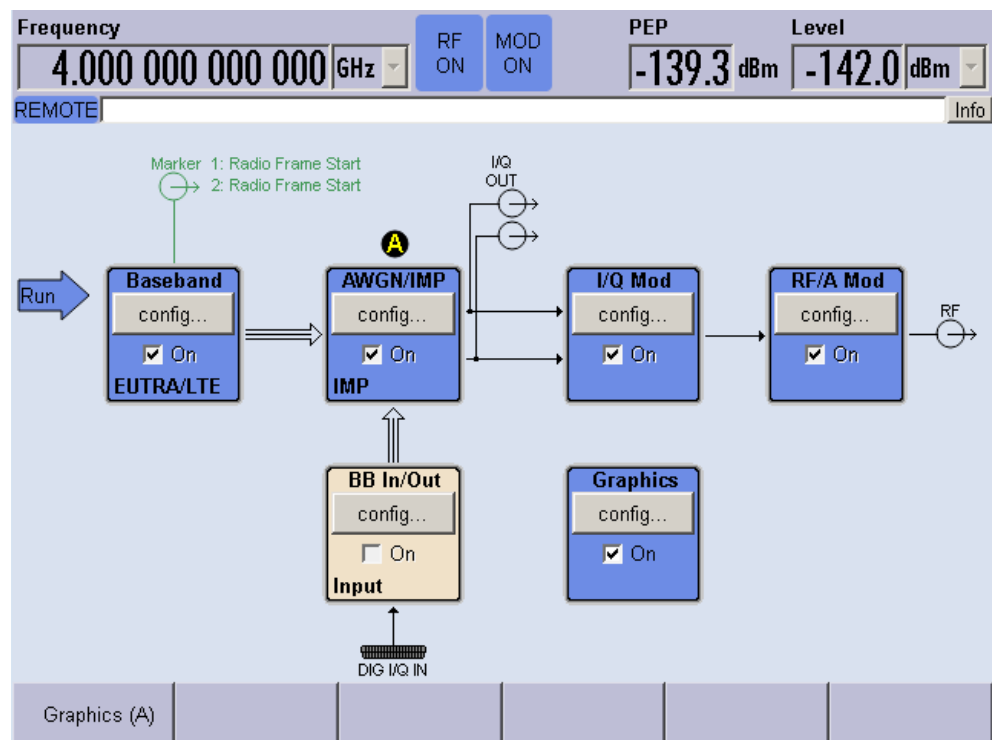 Frequency
4.000 000 000 000 GHz
RF ON
MOD ON
PEP
-139.3 dBm
Level
-142.0 dBm
REMOTE
Info
Marker 1: Radio Frame Start
2: Radio Frame Start
I/Q
OUT
A
Run
Baseband
config...
On
EUTRA/LTE
AWGN/IMP
config...
On
IMP
I/Q Mod
config...
On
RF/A Mod
config...
On
RF
BB In/Out
config...
On
Input
Graphics
config...
On
DIG I/Q IN
Graphics (A)